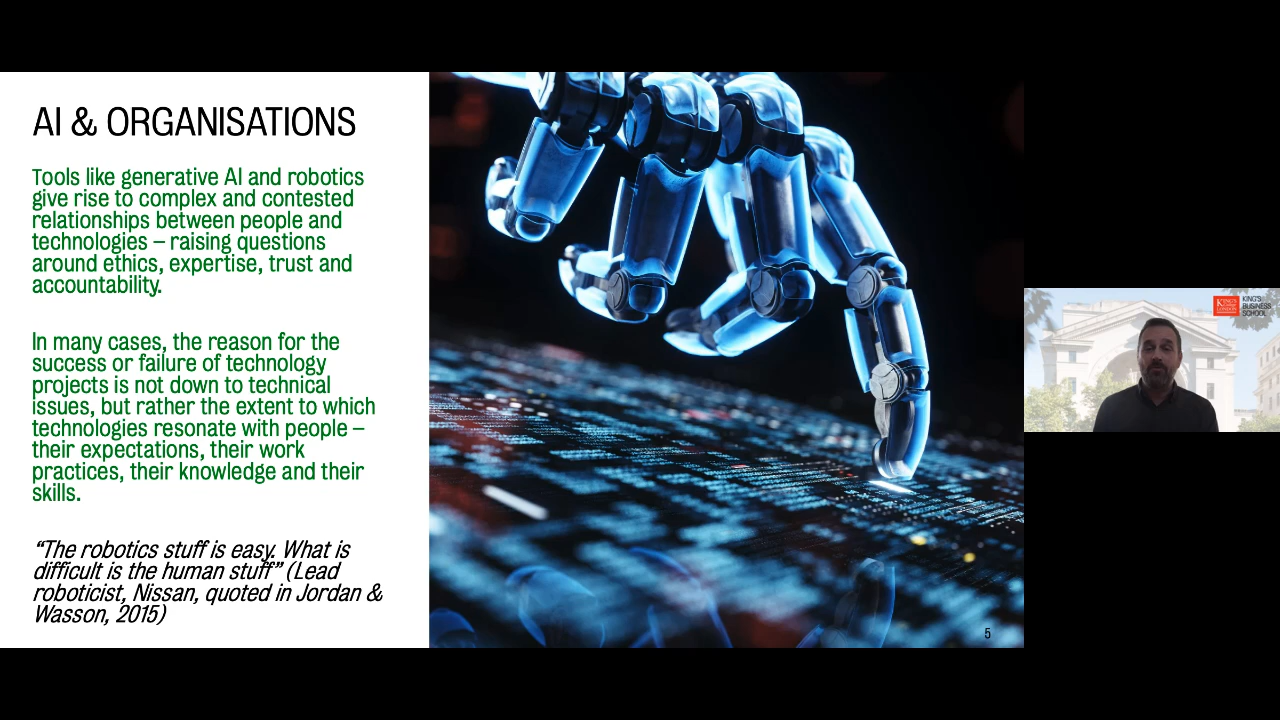 AI & ORGANISATIONS
Tools like generative AI and robotics
give rise to complex and contested
relationships between people and
technologies – raising questions
around ethics, expertise, trust and
accountability.
In many cases, the reason for the
success or failure of technology
projects is not down to technical
issues, but rather the extent to which
technologies resonate with people –
their expectations, their work
practices, their knowledge and their
skills.
“The robotics stuff is easy. What is
difficult is the human stuff” (Lead
roboticist, Nissan, quoted in Jordan &
Wasson, 2015)
5
KING'S
LONDON
KING'S
BUSINESS
SCHOOL